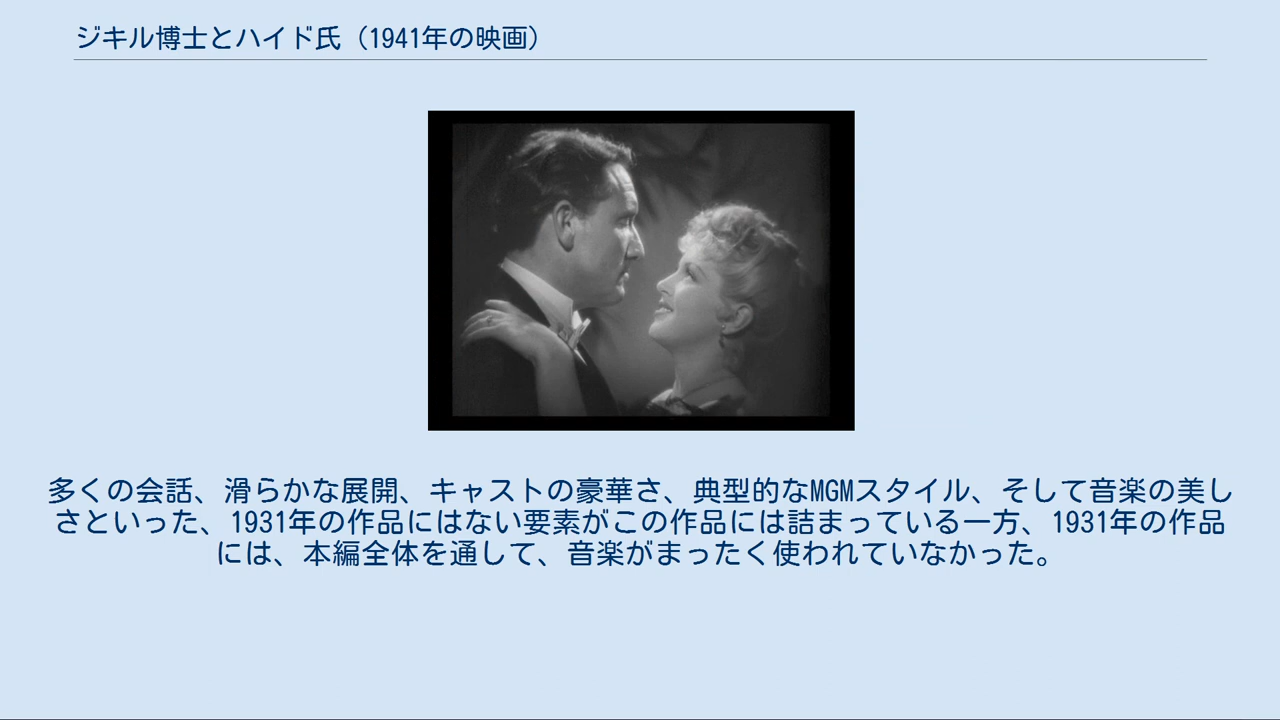 ジキル博士とハイド氏（1941年の映画）
多くの会話、滑らかな展開、キャストの豪華さ、典型的なMGMスタイル、そして音楽の美し
さといった、1931年の作品にはない要素がこの作品には詰まっている一方、1931年の作品
には、本編全体を通して、音楽がまったく使われていなかった。